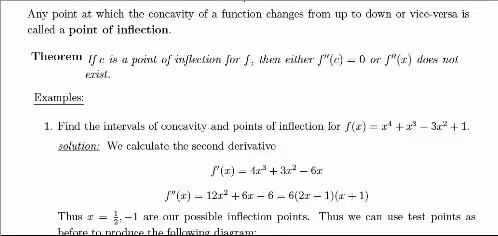 Any point at which the concavity of a function changes from up to down or vice-versa is
called a point of inflection.
Theorem If c is a point of inflection for f, then either f''(c) = 0 or f''(x) does not
exist.
Examples:
1. Find the intervals of concavity and points of inflection for f(x) = x⁴ + x³ − 3x² + 1.
solution: We calculate the second derivative
f'(x) = 4x³ + 3x² − 6x
f''(x) = 12x² + 6x − 6 = 6(2x − 1)(x + 1)
Thus x = 1/2, −1 are our possible inflection points. Thus we can use test points as
before to produce the following diagram: